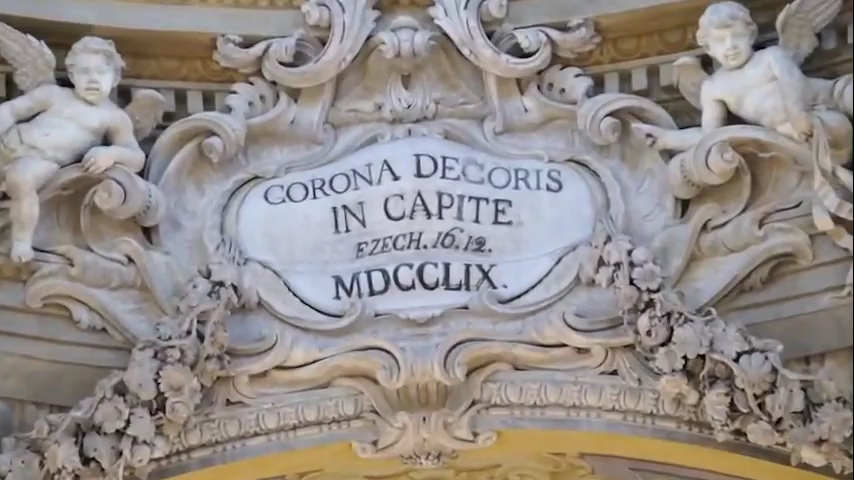 CORONA DECORIS
IN CAPITE
EZECH. 16. 12.
MDCCLIX.